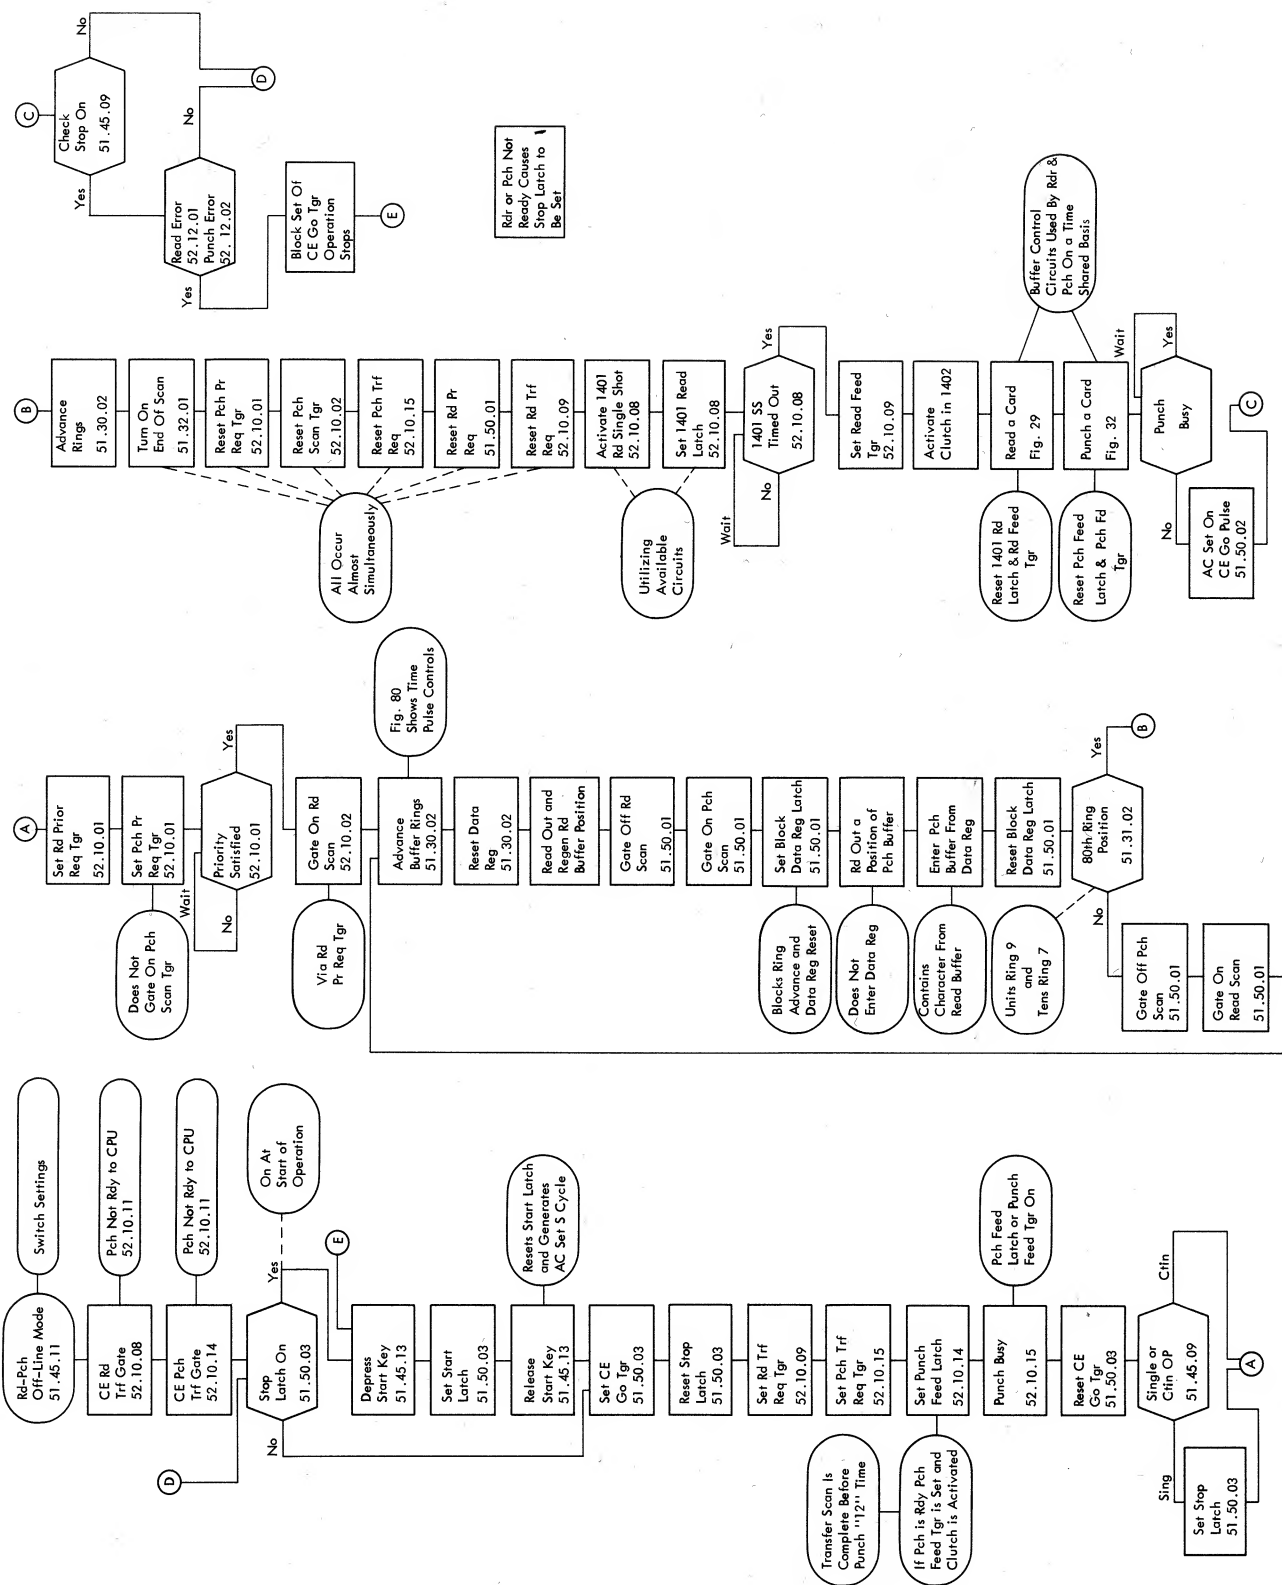 Rd-Pch
Off-Line Mode
51.45.11
Switch Settings
CE Rd
Trf Gate
52.10.08
Pch Not Rdy to CPU
52.10.11
CE Pch
Trf Gate
52.10.14
Pch Not Rdy to CPU
52.10.11
D
Stop
Latch On
51.50.03
Yes
No
On At
Start of
Operation
E
Depress
Start Key
51.45.13
Set Start
Latch
51.50.03
Release
Start Key
51.45.13
Resets Start Latch
and Generates
AC Set S Cycle
Set CE
Go Tgr
51.50.03
Reset Stop
Latch
51.50.03
Set Rd Trf
Req Tgr
52.10.09
Set Pch Trf
Req Tgr
52.10.15
Transfer Scan Is
Complete Before
Punch "12" Time
Set Punch
Feed Latch
52.10.14
If Pch is Rdy Pch
Feed Tgr is Set and
Clutch is Activated
Punch Busy
52.10.15
Pch Feed
Latch or Punch
Feed Tgr On
Reset CE
Go Tgr
51.50.03
Single or
Ctin OP
51.45.09
Sing
Ctin
Set Stop
Latch
51.50.03
A
A
Set Rd Prior
Req Tgr
52.10.01
Set Pch Pr
Req Tgr
52.10.01
Does Not
Gate On Pch
Scan Tgr
Wait
Priority
Satisfied
52.10.01
No
Yes
Gate On Rd
Scan
52.10.02
Via Rd
Pr Req Tgr
Advance
Buffer Rings
51.30.02
Fig. 80
Shows Time
Pulse Controls
Reset Data
Reg
51.30.02
Read Out and
Regen Rd
Buffer Position
Gate Off Rd
Scan
51.50.01
Gate On Pch
Scan
51.50.01
Set Block
Data Reg Latch
51.50.01
Blocks Ring
Advance and
Data Reg Reset
Rd Out a
Position of
Pch Buffer
Does Not
Enter Data Reg
Enter Pch
Buffer From
Data Reg
Contains
Character From
Read Buffer
Reset Block
Data Reg Latch
51.50.01
Units Ring 9
and
Tens Ring 7
80th Ring
Position
51.31.02
No
Yes
B
Gate Off Pch
Scan
51.50.01
Gate On
Read Scan
51.50.01
B
Advance
Rings
51.30.02
Turn On
End Of Scan
51.32.01
Reset Pch Pr
Req Tgr
52.10.01
Reset Pch
Scan Tgr
52.10.02
Reset Pch Trf
Req
52.10.15
Reset Rd Pr
Req
51.50.01
Reset Rd Trf
Req
52.10.09
All Occur
Almost
Simultaneously
Activate 1401
Rd Single Shot
52.10.08
Set 1401 Read
Latch
52.10.08
Utilizing
Available
Circuits
Wait
1401 SS
Timed Out
52.10.08
No
Yes
Set Read Feed
Tgr
52.10.09
Activate
Clutch in 1402
Read a Card
Fig. 29
Reset 1401 Rd
Latch & Rd Feed
Tgr
Punch a Card
Fig. 32
Reset Pch Feed
Latch & Pch Fd
Tgr
Buffer Control
Circuits Used By Rdr &
Pch On a Time
Shared Basis
Wait
Punch
Busy
Yes
No
AC Set On
CE Go Pulse
51.50.02
C
C
Check
Stop On
51.45.09
Yes
No
Read Error
52.12.01
Punch Error
52.12.02
Yes
No
D
Block Set Of
CE Go Tgr
Operation
Stops
E
Rdr or Pch Not
Ready Causes
Stop Latch to
Be Set